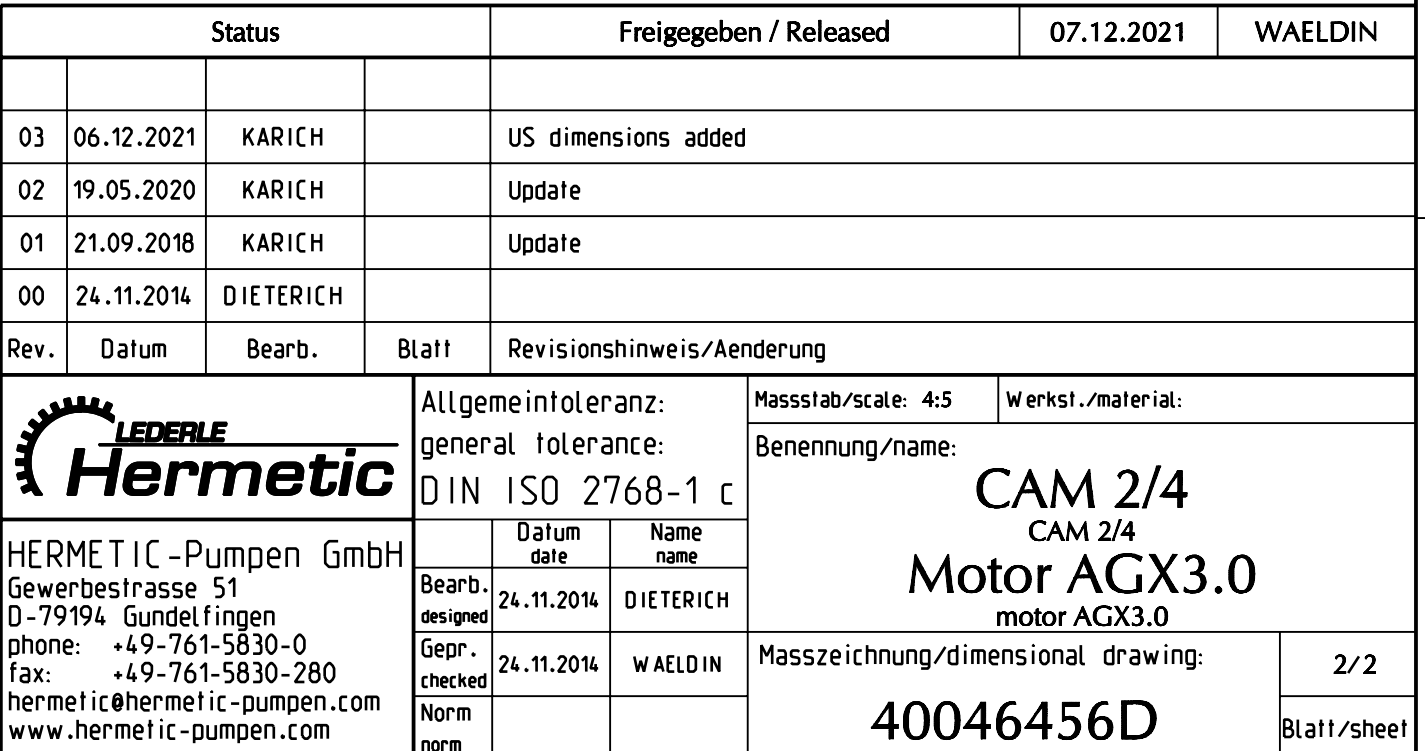 Status Freigegeben / Released 07.12.2021 WAELDIN
03 06.12.2021 KARICH US dimensions added
02 19.05.2020 KARICH Update
01 21.09.2018 KARICH Update
00 24.11.2014 DIETERICH
Rev. Datum Bearb. Blatt Revisionshinweis/Aenderung
LEDERLE
Hermetic
HERMETIC-Pumpen GmbH
Gewerbestrasse 51
D-79194 Gundelfingen
phone: +49-761-5830-0
fax: +49-761-5830-280
hermetic@hermetic-pumpen.com
www.hermetic-pumpen.com
Allgemeintoleranz:
general tolerance:
DIN ISO 2768-1 c
Datum Name
date name
Bearb. 24.11.2014 DIETERICH
designed
Gepr. 24.11.2014 WAELDIN
checked
Norm
norm
Massstab/scale: 4:5 Werkst./material:
Benennung/name:
CAM 2/4
CAM 2/4
Motor AGX3.0
motor AGX3.0
Masszeichnung/dimensional drawing: 2/2
40046456D Blatt/sheet